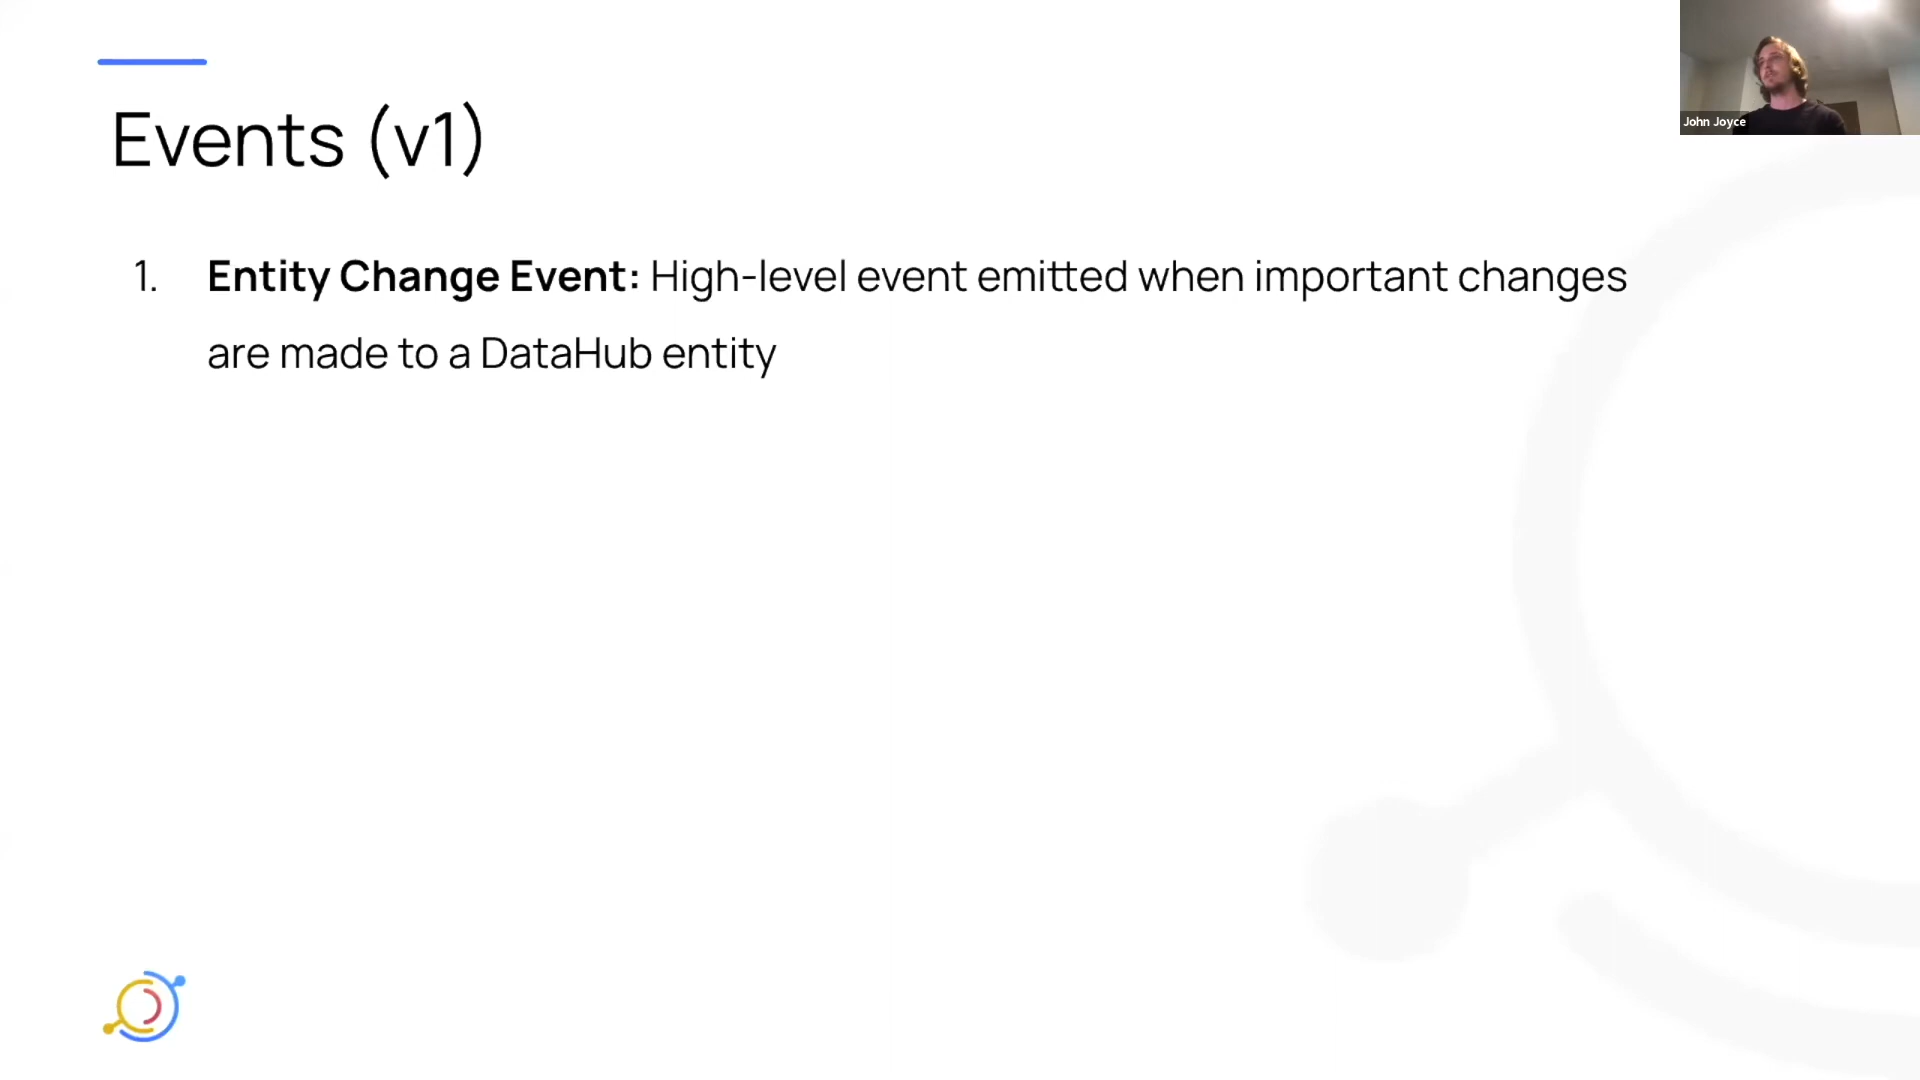 Events (v1)
1. Entity Change Event: High-level event emitted when important changes
are made to a DataHub entity
John Joyce